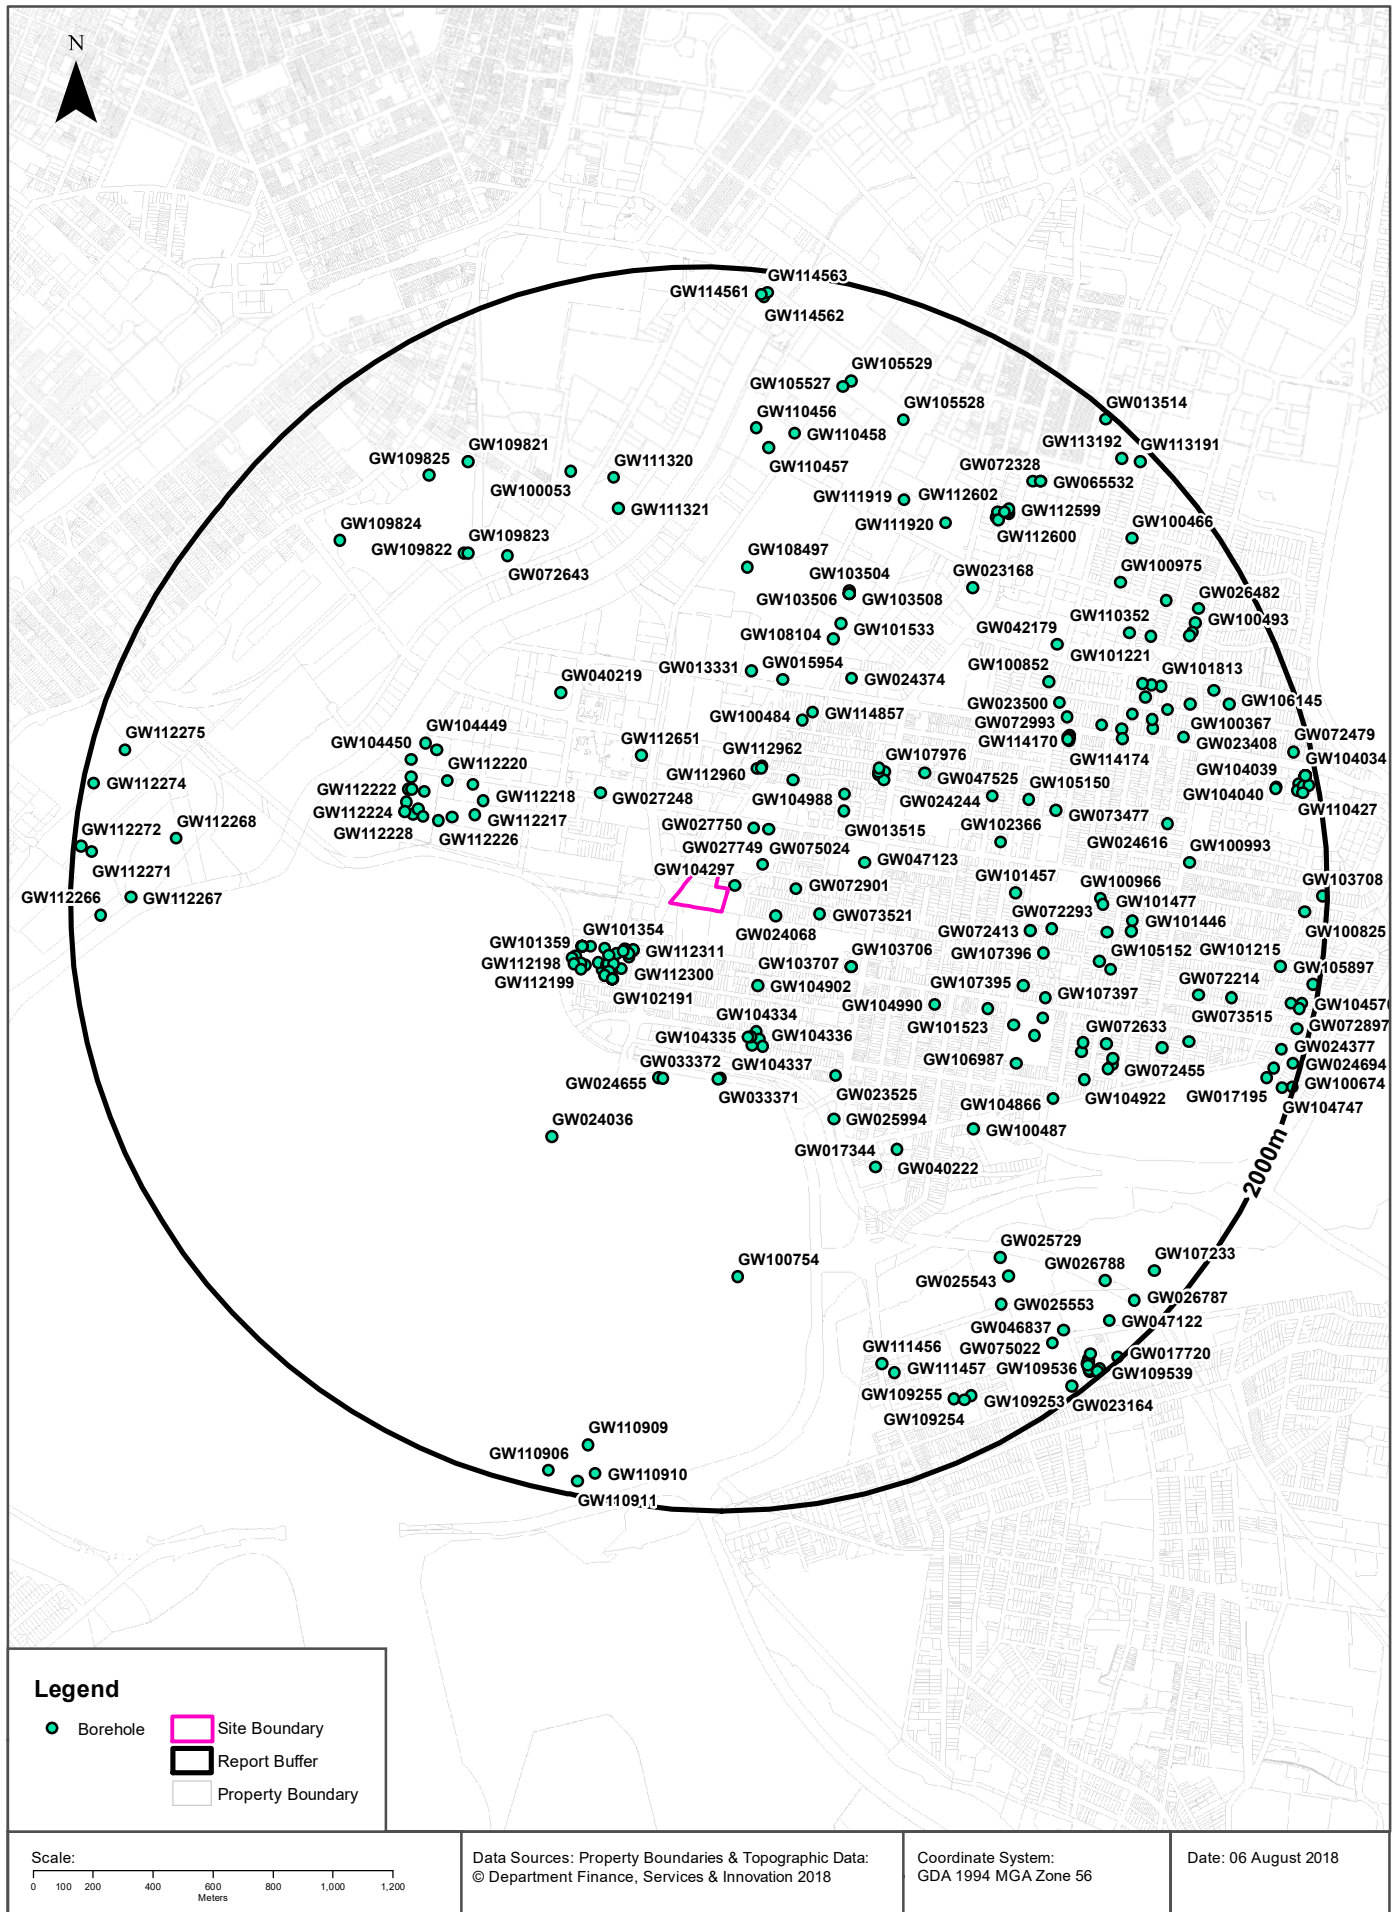 N
GW114563
GW114561
GW114562
GW105529
GW105527
GW105528
GW013514
GW110456
GW110458
GW113192
GW113191
GW109821
GW109825
GW110457
GW072328
GW111320
GW100053
GW065532
GW111919
GW112602
GW111321
GW112599
GW111920
GW100466
GW109824
GW109823
GW112600
GW109822
GW108497
GW100975
GW072643
GW103504
GW023168
GW026482
GW103506
GW103508
GW110352
GW100493
GW042179
GW101533
GW108104
GW101221
GW013331
GW015954
GW100852
GW101813
GW024374
GW040219
GW023500
GW106145
GW100484
GW114857
GW072993
GW100367
GW104449
GW114170
GW023408
GW072479
GW104450
GW112275
GW112651
GW112962
GW107976
GW114174
GW104034
GW112220
GW104039
GW112960
GW112274
GW047525
GW105150
GW112222
GW104040
GW027248
GW112218
GW104988
GW024244
GW110427
GW112224
GW112217
GW073477
GW112272
GW112268
GW027750
GW013515
GW102366
GW112228
GW112226
GW024616
GW027749
GW075024
GW112271
GW104297
GW047123
GW100993
GW112266
GW112267
GW072901
GW101457
GW100966
GW103708
GW101477
GW072293
GW073521
GW101354
GW024068
GW072413
GW101446
GW100825
GW101359
GW112311
GW103706
GW107396
GW105152
GW101215
GW112198
GW103707
GW105897
GW112300
GW112199
GW104902
GW107395
GW072214
GW102191
GW104990
GW107397
GW10457
GW073515
GW104334
GW101523
GW072633
GW072897
GW104335
GW104336
GW024377
GW033372
GW104337
GW106987
GW024694
GW024655
GW072455
GW033371
GW023525
GW104866
GW104922
GW017195
GW100674
GW104747
GW024036
GW025994
GW100487
GW017344
GW040222
2000m
GW025729
GW100754
GW026788
GW107233
GW025543
GW025553
GW026787
GW047122
GW046837
GW111456
GW075022
GW017720
GW111457
GW109536
GW109539
GW109255
GW109253
GW023164
GW109254
GW110909
GW110906
GW110910
GW110911
Legend
Borehole
Site Boundary
Report Buffer
Property Boundary
Scale:
0 100 200 400 600 800 1,000 1,200
Meters
Data Sources: Property Boundaries & Topographic Data:
© Department Finance, Services & Innovation 2018
Coordinate System:
GDA 1994 MGA Zone 56
Date: 06 August 2018